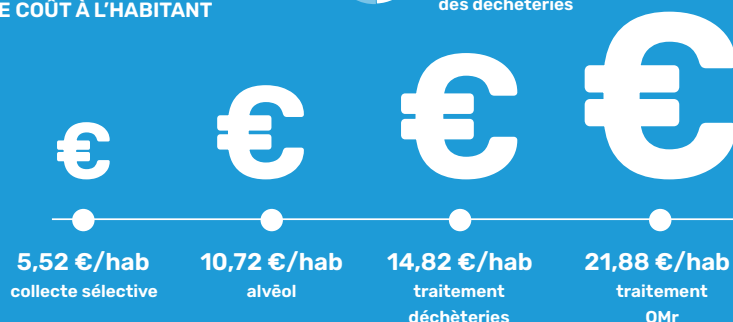 E COÛT À L'HABITANT
des déchèteries
€ € € €
5,52 €/hab
collecte sélective
10,72 €/hab
alvēol
14,82 €/hab
traitement
déchèteries
21,88 €/hab
traitement
OMr